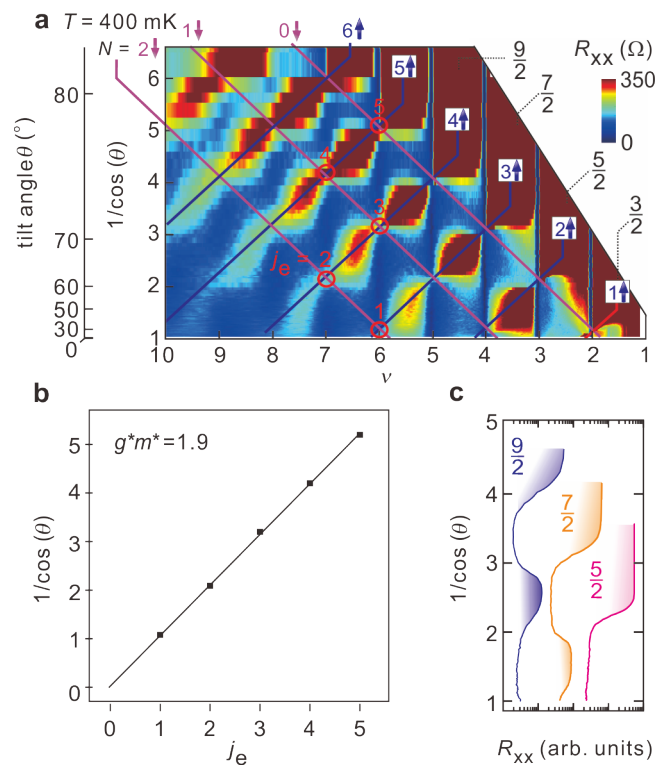 a
T = 400 mK
N = 2↓ 1↓ 0↓ 6↑
5↑
4↑
3↑
2↑
1↑
9/2
7/2
5/2
3/2
R_xx (Ω)
350
0
tilt angle θ (°)
80
70
60
50
30
0
1/cos (θ)
6
5
4
3
2
1
5
4
3
j_e = 2
1
10 9 8 7 6 5 4 3 2 1
ν
b
g*m*=1.9
1/cos (θ)
5
4
3
2
1
0
0 1 2 3 4 5
j_e
c
9/2
7/2
5/2
1/cos (θ)
5
4
3
2
1
R_xx (arb. units)